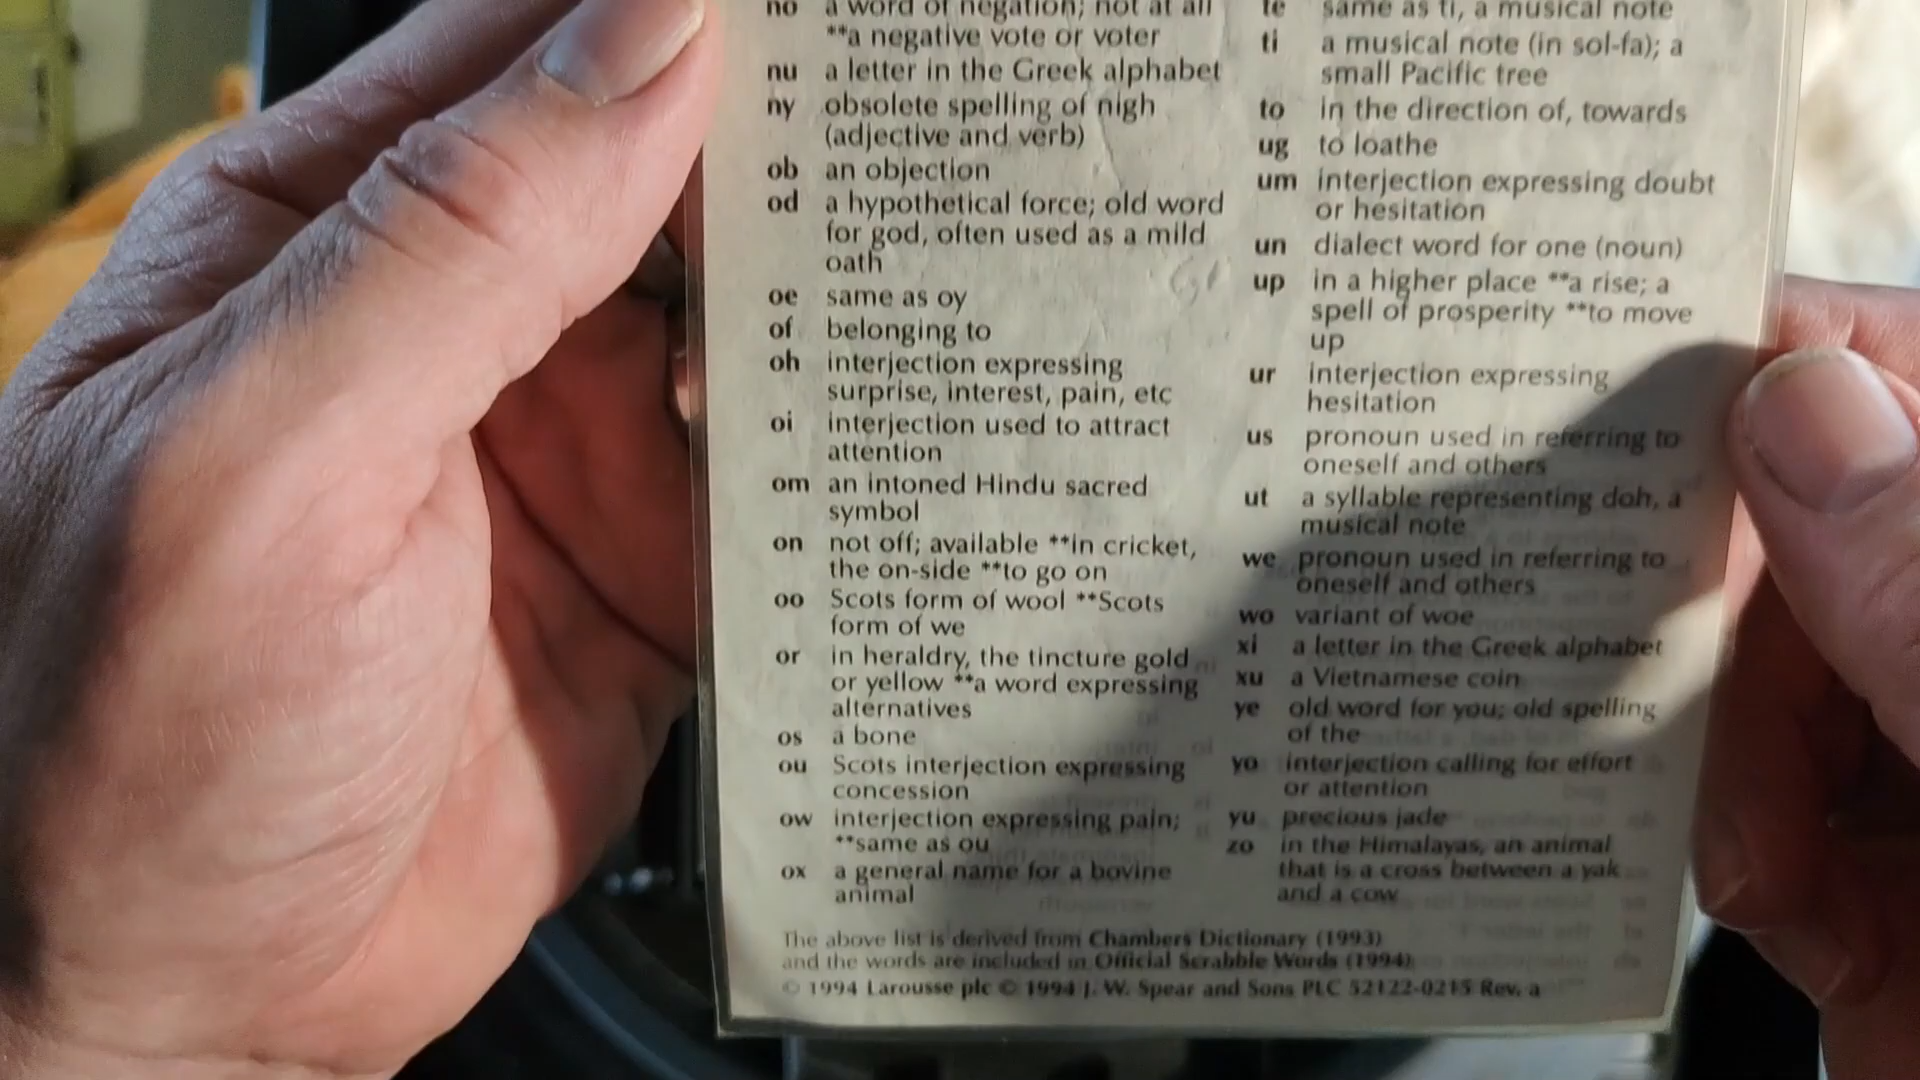 no a word of negation; not at all
**a negative vote or voter
nu a letter in the Greek alphabet
ny obsolete spelling of nigh
(adjective and verb)
ob an objection
od a hypothetical force; old word
for god, often used as a mild
oath
oe same as oy
of belonging to
oh interjection expressing
surprise, interest, pain, etc
oi interjection used to attract
attention
om an intoned Hindu sacred
symbol
on not off; available **in cricket,
the on-side **to go on
oo Scots form of wool **Scots
form of we
or in heraldry, the tincture gold
or yellow **a word expressing
alternatives
os a bone
ou Scots interjection expressing
concession
ow interjection expressing pain;
**same as ou
ox a general name for a bovine
animal
te same as ti, a musical note
ti a musical note (in sol-fa); a
small Pacific tree
to in the direction of, towards
ug to loathe
um interjection expressing doubt
or hesitation
un dialect word for one (noun)
up in a higher place **a rise; a
spell of prosperity **to move
up
ur interjection expressing
hesitation
us pronoun used in referring to
oneself and others
ut a syllable representing doh, a
musical note
we pronoun used in referring to
oneself and others
wo variant of woe
xi a letter in the Greek alphabet
xu a Vietnamese coin
ye old word for you; old spelling
of the
yo interjection calling for effort
or attention
yu precious jade
zo in the Himalayas, an animal
that is a cross between a yak
and a cow
The above list is derived from Chambers Dictionary (1993)
and the words are included in Official Scrabble Words (1994)
© 1994 Larousse plc © 1994 J. W. Spear and Sons PLC 52122-0215 Rev. a